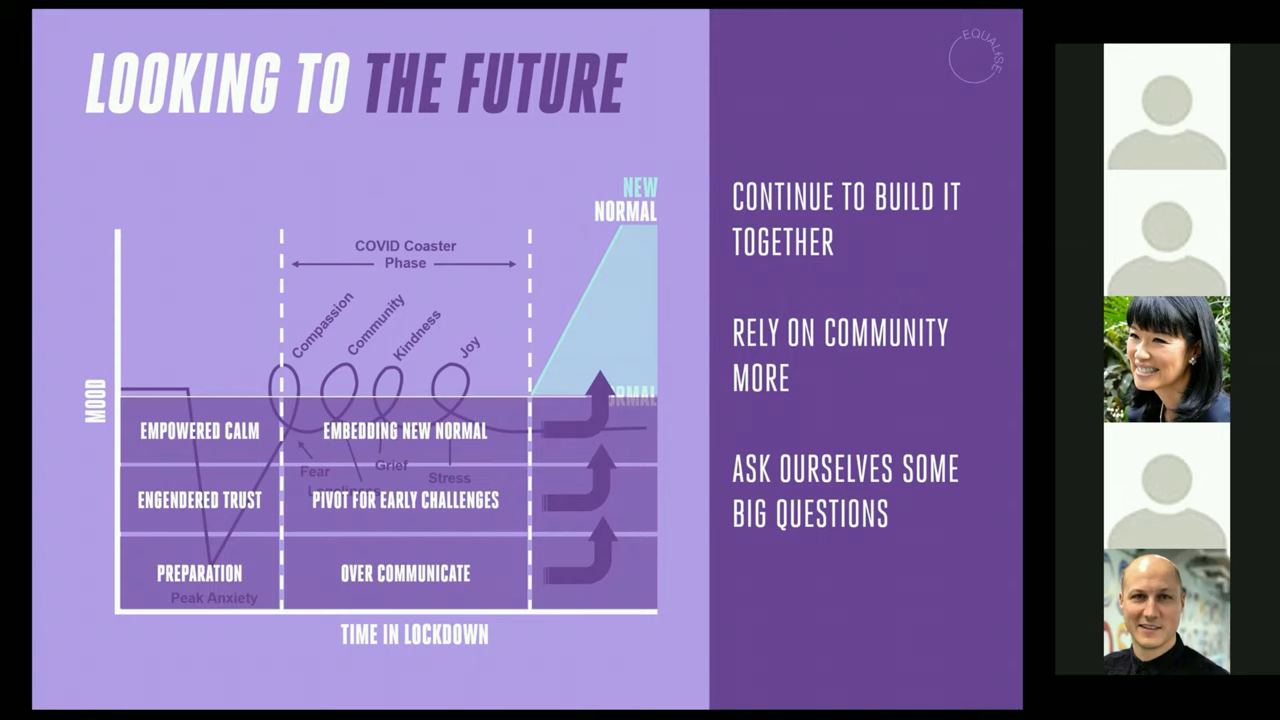 LOOKING TO THE FUTURE
EQUALISE
NEW
NORMAL
COVID Coaster
Phase
Compassion
Community
Kindness
Joy
MOOD
EMPOWERED CALM
EMBEDDING NEW NORMAL
Fear
Grief
Stress
ENGENDERED TRUST
PIVOT FOR EARLY CHALLENGES
PREPARATION
OVER COMMUNICATE
Peak Anxiety
TIME IN LOCKDOWN
CONTINUE TO BUILD IT
TOGETHER
RELY ON COMMUNITY
MORE
ASK OURSELVES SOME
BIG QUESTIONS